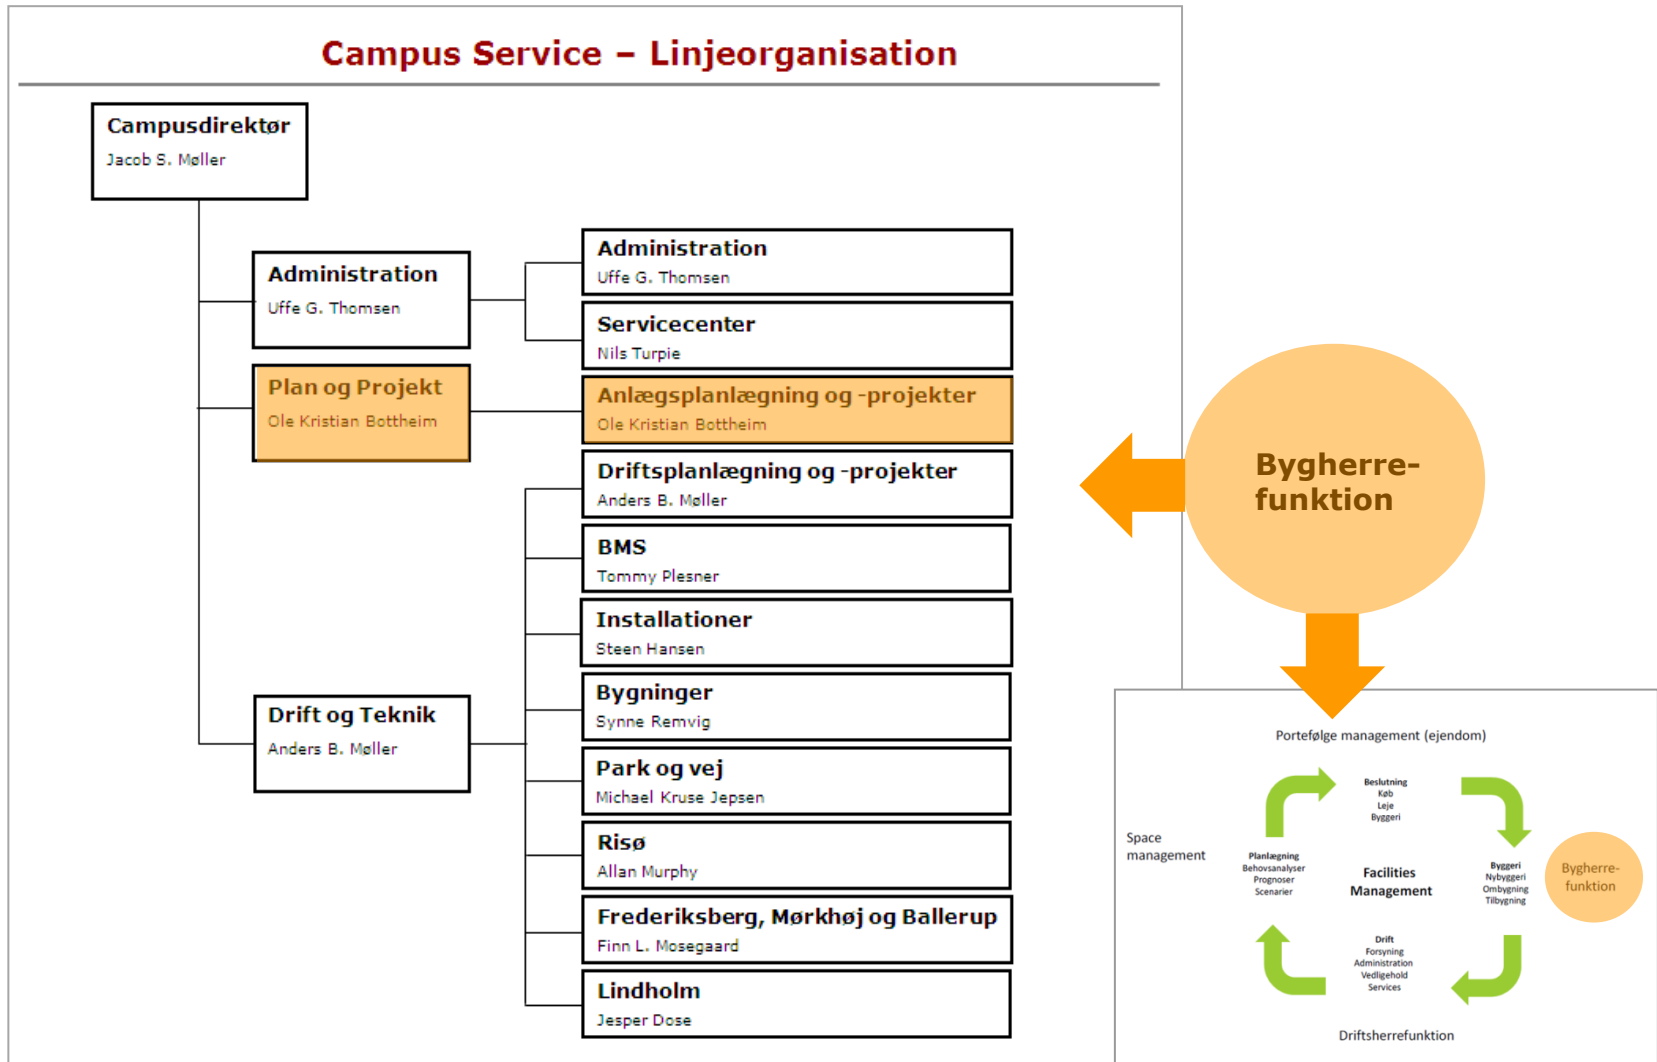 Campus Service – Linjeorganisation
Campusdirektør
Jacob S. Møller
Administration
Uffe G. Thomsen
Administration
Uffe G. Thomsen
Servicecenter
Nils Turpie
Plan og Projekt
Ole Kristian Bottheim
Anlægsplanlægning og -projekter
Ole Kristian Bottheim
Drift og Teknik
Anders B. Møller
Driftsplanlægning og -projekter
Anders B. Møller
BMS
Tommy Plesner
Installationer
Steen Hansen
Bygninger
Synne Remvig
Park og vej
Michael Kruse Jepsen
Risø
Allan Murphy
Frederiksberg, Mørkhøj og Ballerup
Finn L. Mosegaard
Lindholm
Jesper Dose
Bygherre-
funktion
Portefølge management (ejendom)
Beslutning
Køb
Leje
Byggeri
Space
management
Planlægning
Behovsanalyser
Prognoser
Scenarier
Facilities
Management
Byggeri
Nybyggeri
Ombygning
Tilbygning
Bygherre-
funktion
Drift
Forsyning
Administration
Vedligehold
Services
Driftsherrefunktion